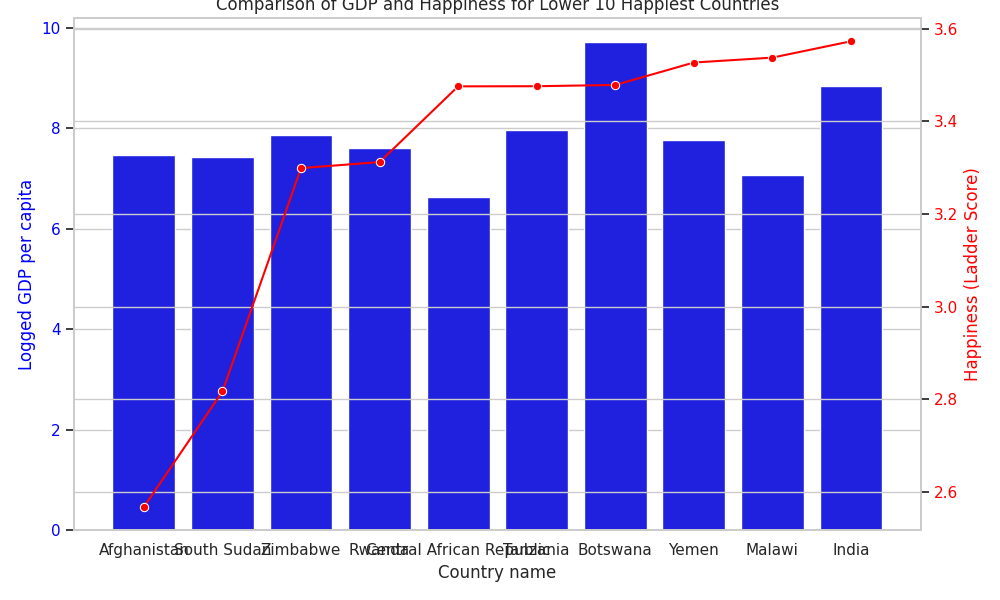 Comparison of GDP and Happiness for Lower 10 Happiest Countries
10
8
6
4
2
0
Logged GDP per capita
3.6
3.4
3.2
3.0
2.8
2.6
Happiness (Ladder Score)
Afghanistan South Sudan Zimbabwe Rwanda Central African Republic Tanzania Botswana Yemen Malawi India
Country name